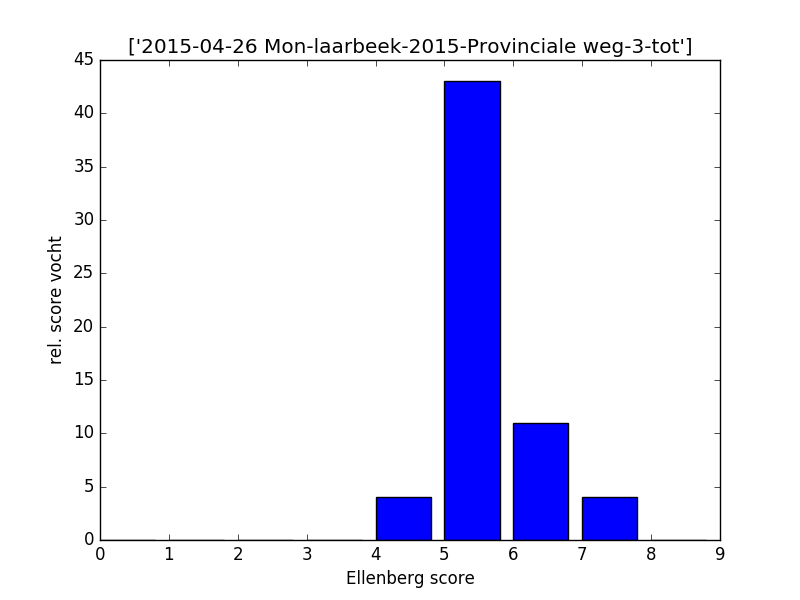 ['2015-04-26 Mon-laarbeek-2015-Provinciale weg-3-tot']
45
40
35
30
25
20
15
10
5
0
rel. score vocht
0 1 2 3 4 5 6 7 8 9
Ellenberg score